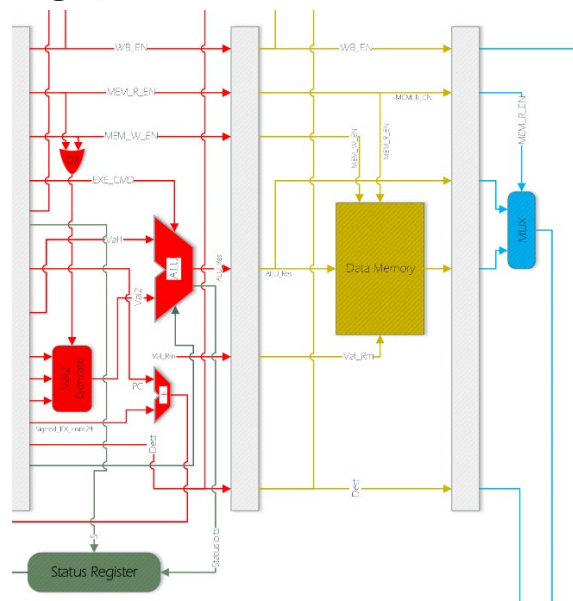 WB_EN
WB_EN
MEM_R_EN
MEM_R_EN
MEM_R_EN
MEM_W_EN
MEM_W_EN
MEM_R_EN
OR
EXE_CMD
Val1
ALU
ALU_Res
ALU_Res
Data Memory
MUX
Val2
Val_Rm
Val_Rm
Val2
Generate
PC
+
Signed_EX_imm24
Dest
Dest
S
Status bits
Status Register